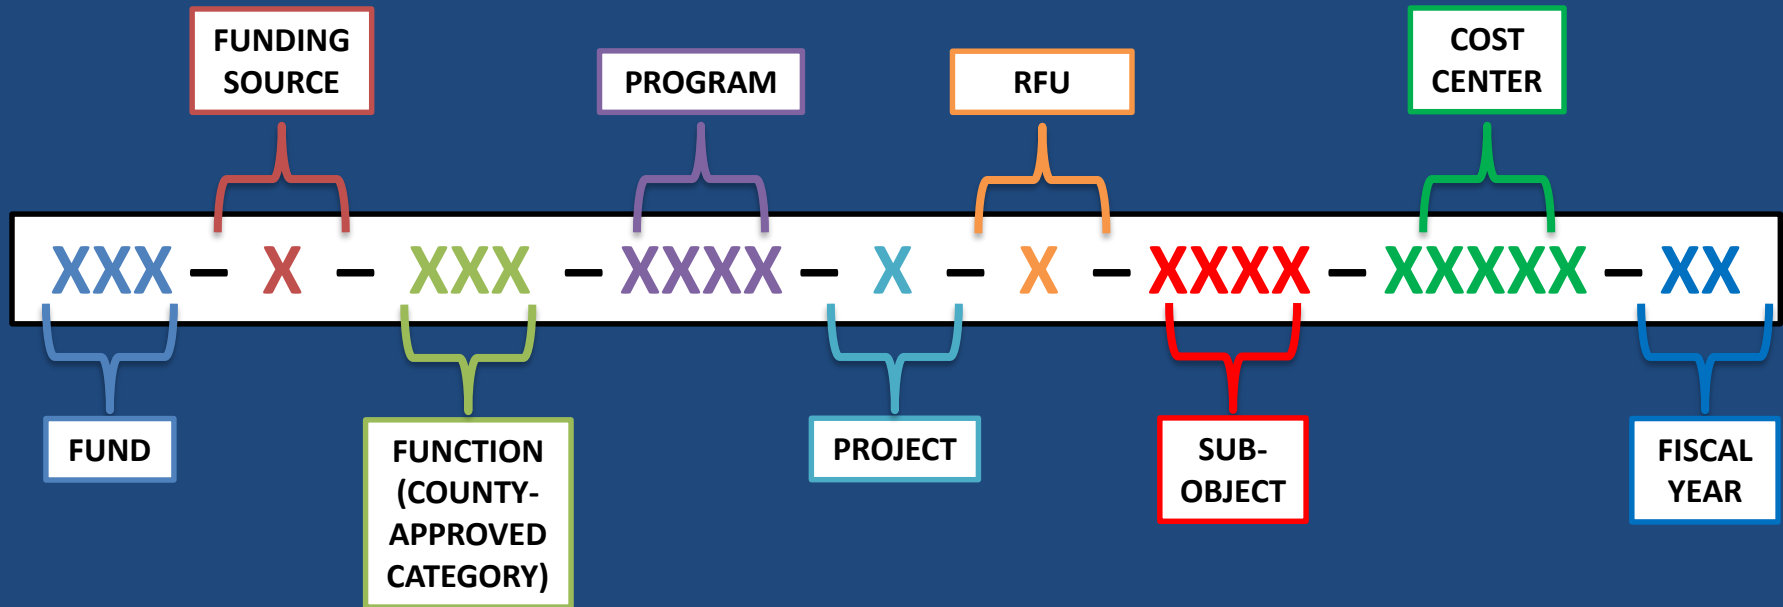 FUNDING
SOURCE
PROGRAM
RFU
COST
CENTER
XXX – X – XXX – XXXX – X – X – XXXX – XXXXX – XX
FUND
FUNCTION
(COUNTY-
APPROVED
CATEGORY)
PROJECT
SUB-
OBJECT
FISCAL
YEAR